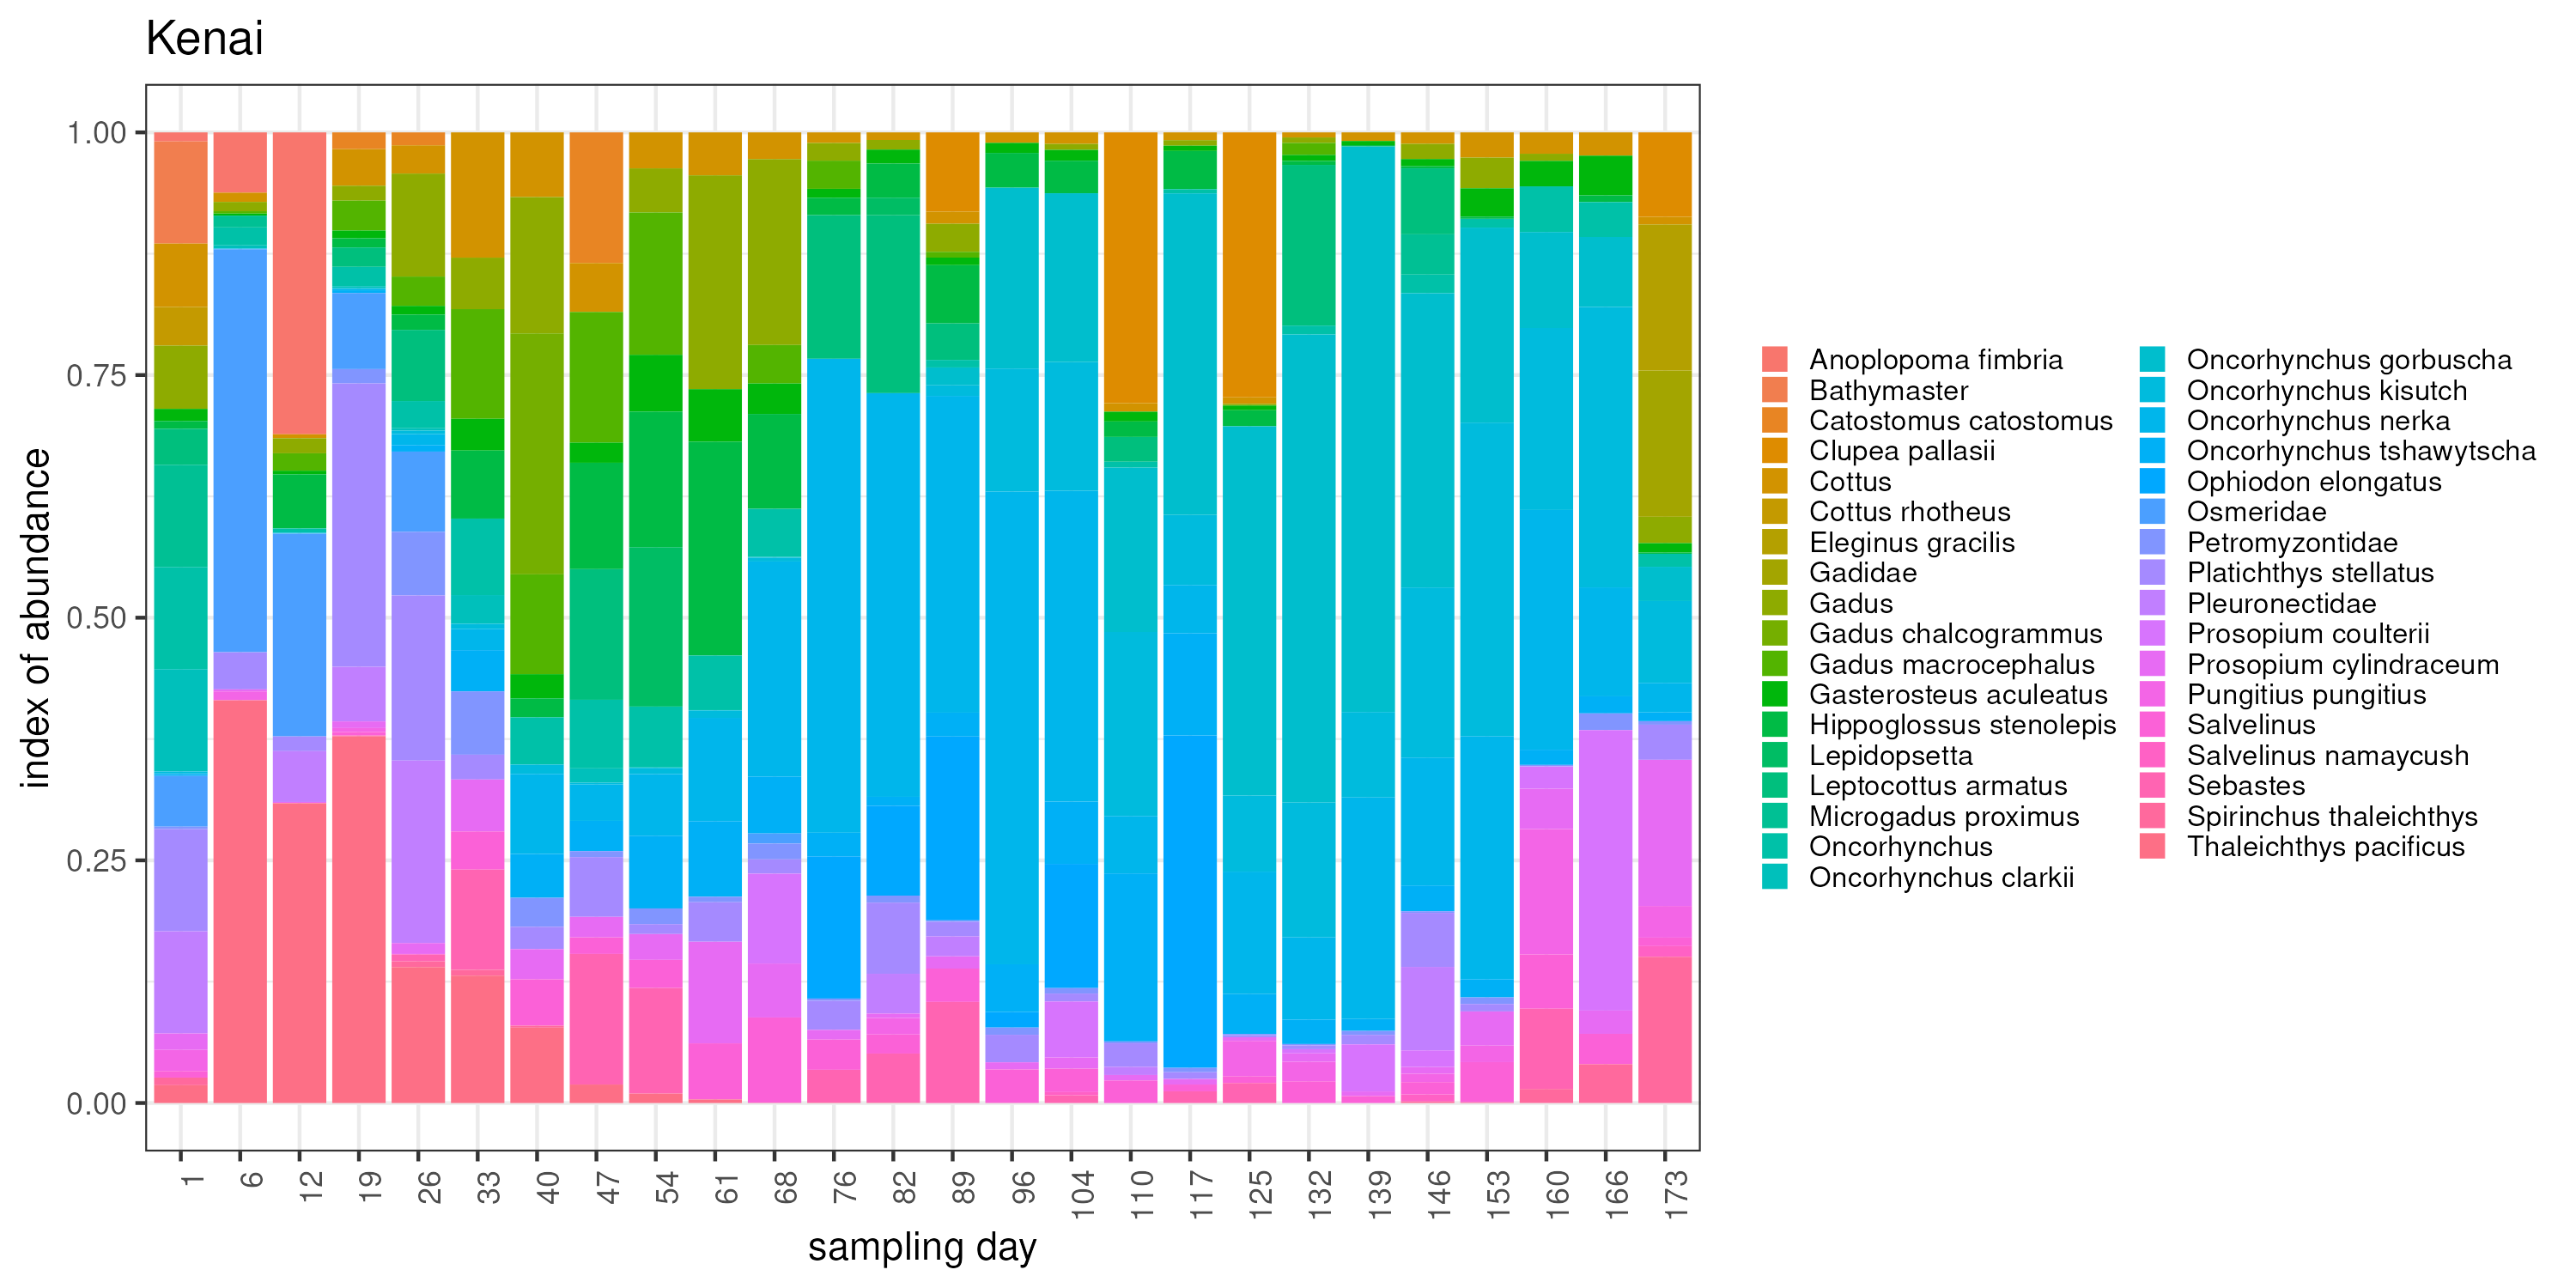 Kenai
index of abundance
1.00
0.75
0.50
0.25
0.00
1 6 12 19 26 33 40 47 54 61 68 76 82 89 96 104 110 117 125 132 139 146 153 160 166 173
sampling day
Anoplopoma fimbria
Bathymaster
Catostomus catostomus
Clupea pallasii
Cottus
Cottus rhotheus
Eleginus gracilis
Gadidae
Gadus
Gadus chalcogrammus
Gadus macrocephalus
Gasterosteus aculeatus
Hippoglossus stenolepis
Lepidopsetta
Leptocottus armatus
Microgadus proximus
Oncorhynchus
Oncorhynchus clarkii
Oncorhynchus gorbuscha
Oncorhynchus kisutch
Oncorhynchus nerka
Oncorhynchus tshawytscha
Ophiodon elongatus
Osmeridae
Petromyzontidae
Platichthys stellatus
Pleuronectidae
Prosopium coulterii
Prosopium cylindraceum
Pungitius pungitius
Salvelinus
Salvelinus namaycush
Sebastes
Spirinchus thaleichthys
Thaleichthys pacificus